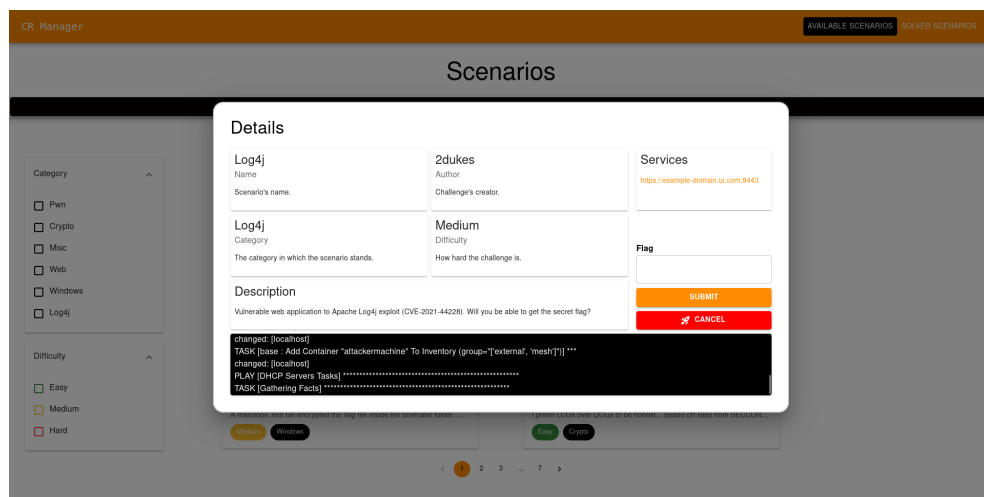 CR Manager
AVAILABLE SCENARIOS
SOLVED SCENARIOS
Scenarios
Category
Pwn
Crypto
Misc
Web
Windows
Log4j
Difficulty
Easy
Medium
Hard
Details
Log4j
Name
Scenario's name.
2dukes
Author
Challenge's creator.
Services
https://example-domain.ui.com:8443
Log4j
Category
The category in which the scenario stands.
Medium
Difficulty
How hard the challenge is.
Flag
SUBMIT
CANCEL
Description
Vulnerable web application to Apache Log4j exploit (CVE-2021-44228). Will you be able to get the secret flag?
changed: [localhost]
TASK [base : Add Container "attackermachine" To Inventory (group="['external', 'mesh']")] ***
changed: [localhost]
PLAY [DHCP Servers Tasks] ****************************************************
TASK [Gathering Facts] *******************************************************
A malicious .exe file encrypted the flag file inside the briefcase folder. ...
Medium
Windows
I prefer LCGs over QCGs to be honest... Based on BBB from SECCON...
Easy
Crypto
‹ 1 2 3 ... 7 ›